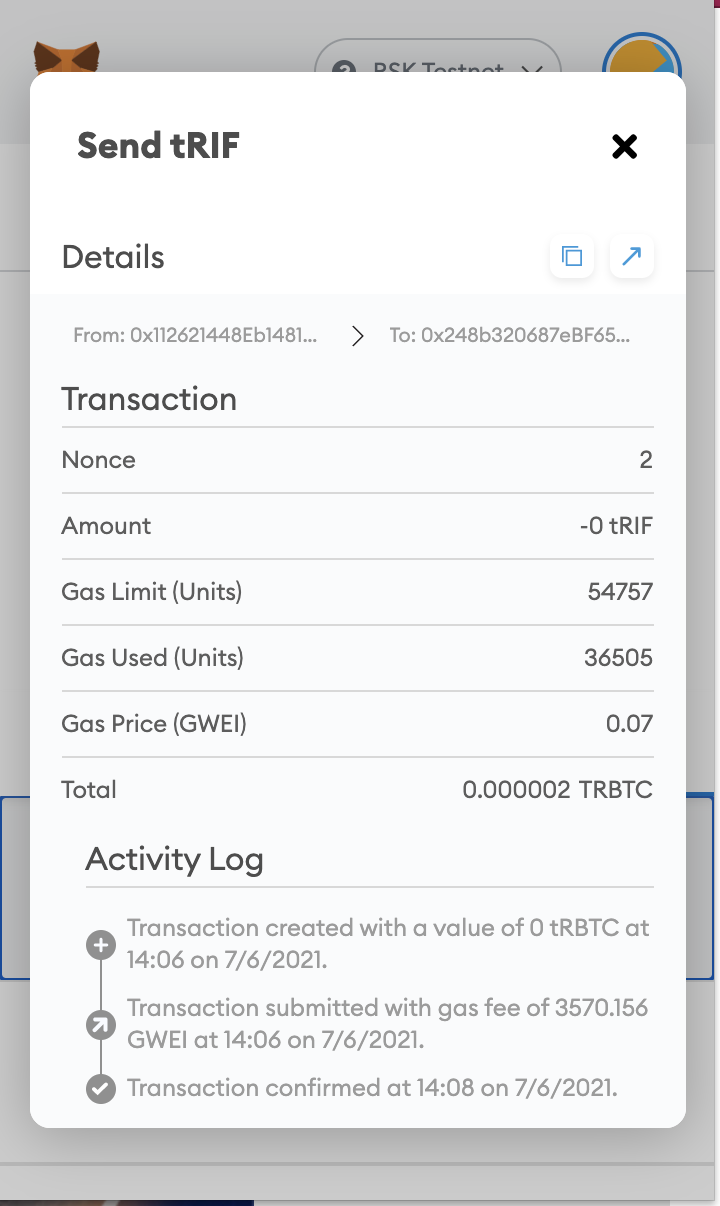 RSK Testnet
Send tRIF
Details
From: 0x112621448Eb1481...
To: 0x248b320687eBF65...
Transaction
Nonce 2
Amount -0 tRIF
Gas Limit (Units) 54757
Gas Used (Units) 36505
Gas Price (GWEI) 0.07
Total 0.000002 TRBTC
Activity Log
Transaction created with a value of 0 tRBTC at
14:06 on 7/6/2021.
Transaction submitted with gas fee of 3570.156
GWEI at 14:06 on 7/6/2021.
Transaction confirmed at 14:08 on 7/6/2021.